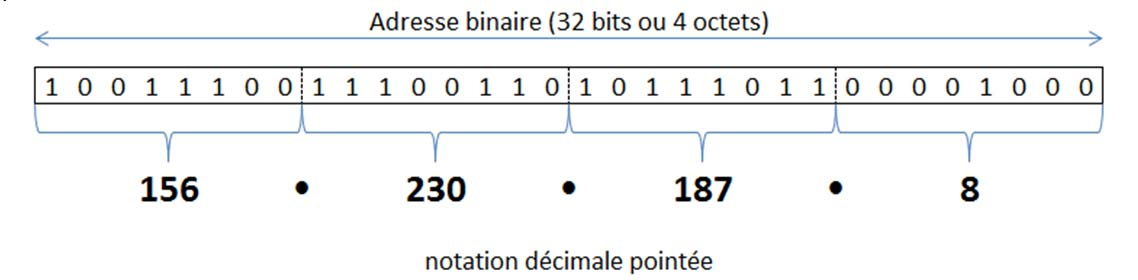 Adresse binaire (32 bits ou 4 octets)
1 0 0 1 1 1 0 0 1 1 1 0 0 1 1 0 1 0 1 1 1 0 1 1 0 0 0 0 1 0 0 0
156 • 230 • 187 • 8
notation décimale pointée